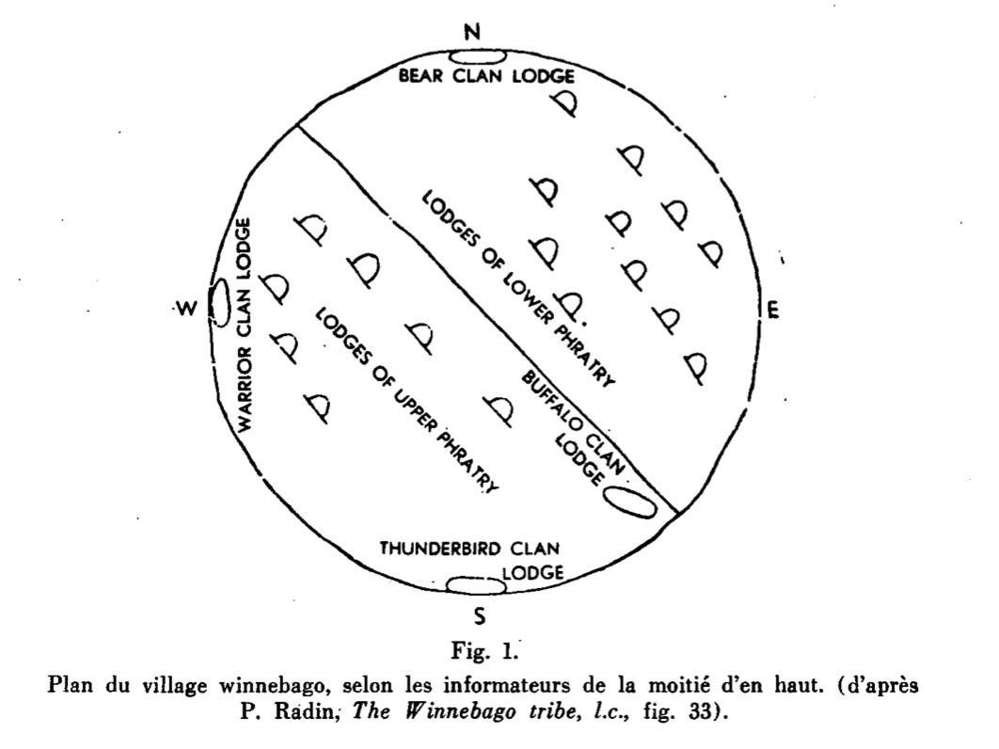 N
BEAR CLAN LODGE
LODGES OF LOWER PHRATRY
W
WARRIOR CLAN LODGE
E
LODGES OF UPPER PHRATRY
BUFFALO CLAN
LODGE
THUNDERBIRD CLAN
LODGE
S
Fig. 1.
Plan du village winnebago, selon les informateurs de la moitié d'en haut. (d'après
P. Radin, The Winnebago tribe, l.c., fig. 33).